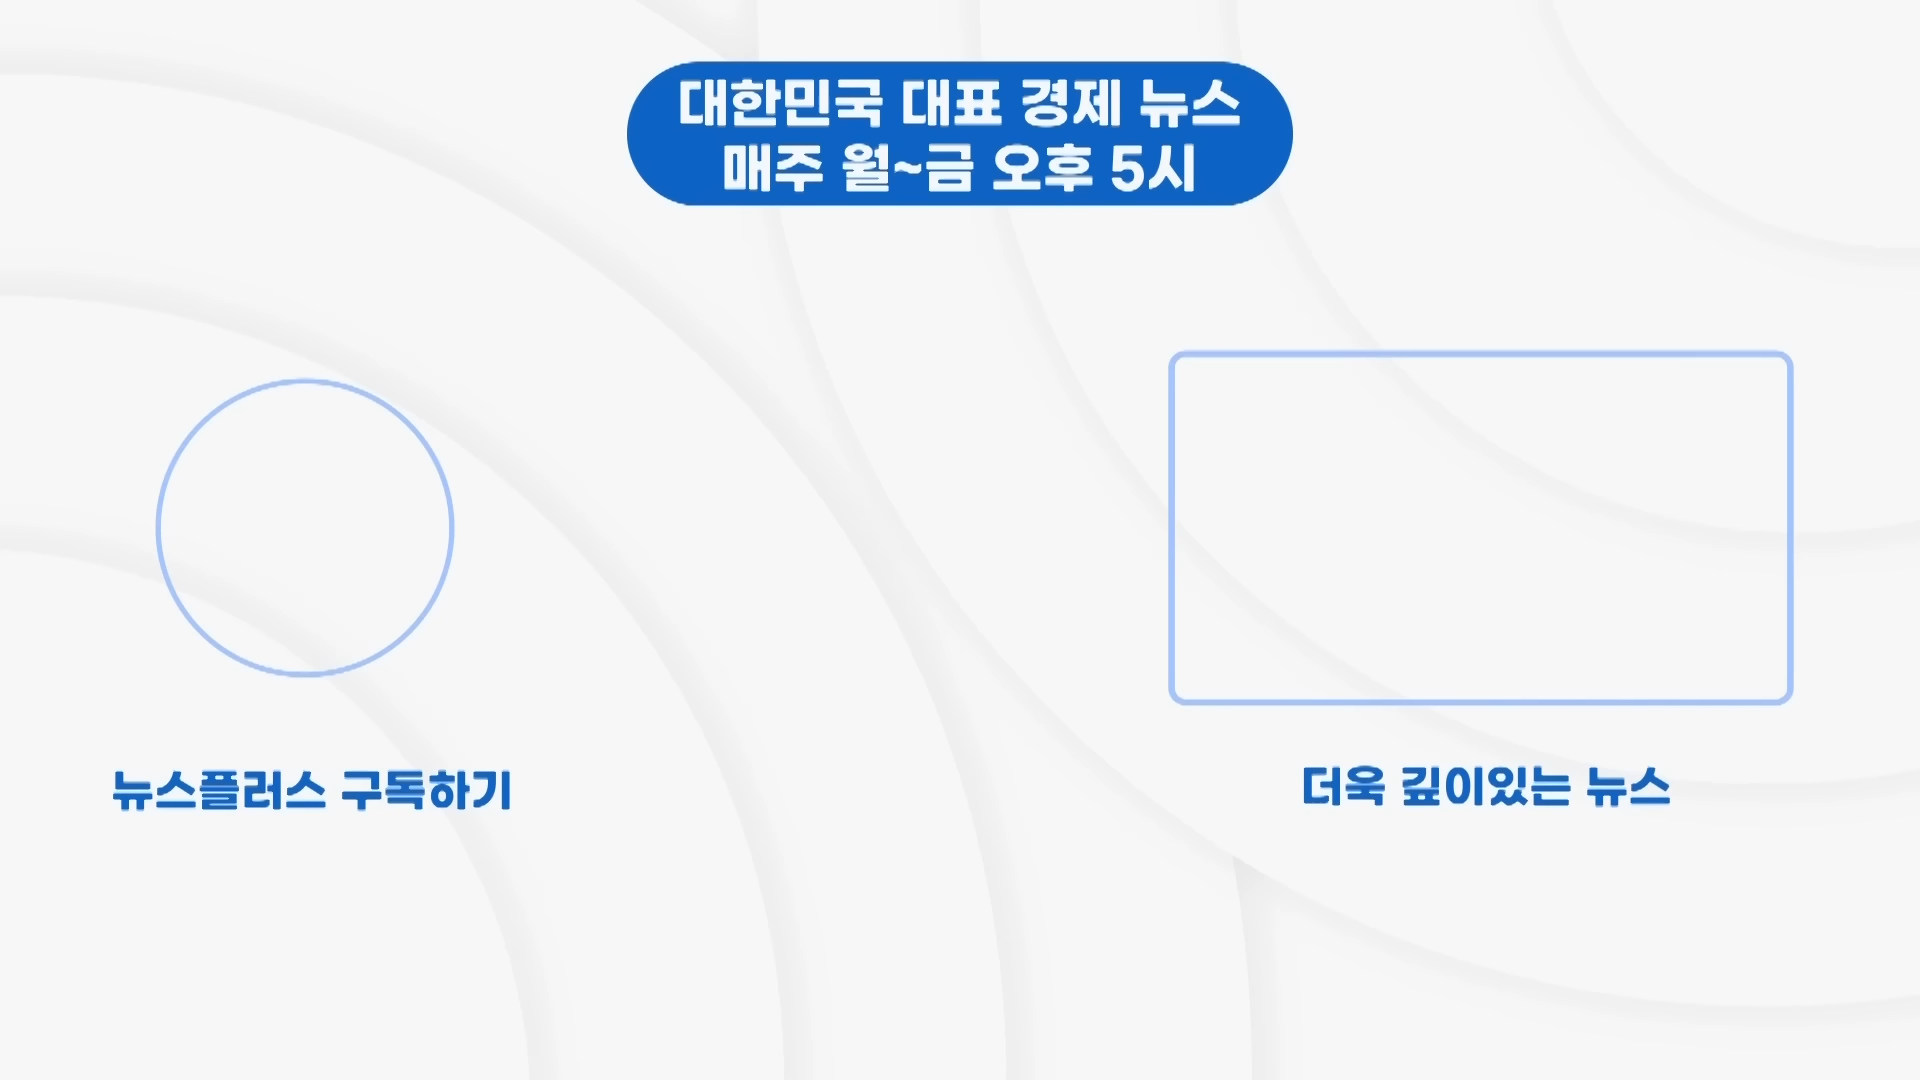 대한민국 대표 경제 뉴스
매주 월~금 오후 5시
뉴스플러스 구독하기
더욱 깊이있는 뉴스